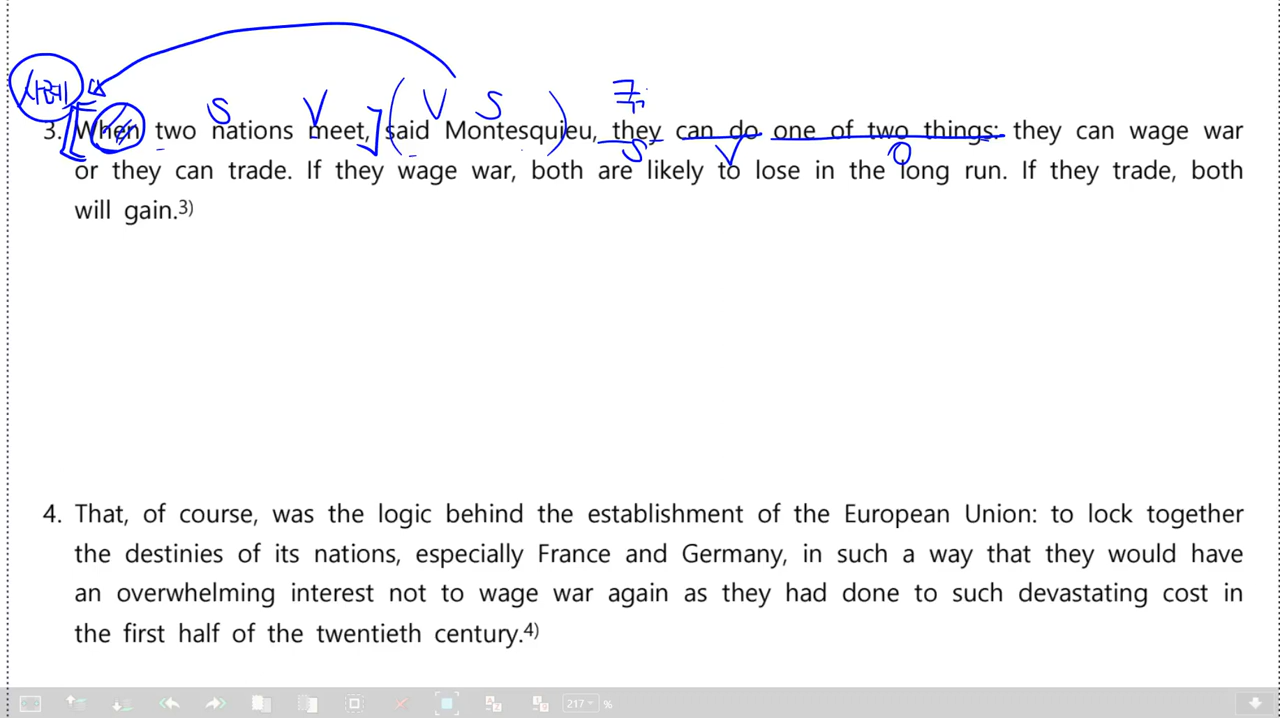 S V V S
3. When two nations meet, said Montesquieu, they can do one of two things: they can wage war
S V O
or they can trade. If they wage war, both are likely to lose in the long run. If they trade, both
will gain.3)
4. That, of course, was the logic behind the establishment of the European Union: to lock together
the destinies of its nations, especially France and Germany, in such a way that they would have
an overwhelming interest not to wage war again as they had done to such devastating cost in
the first half of the twentieth century.4)
217 %